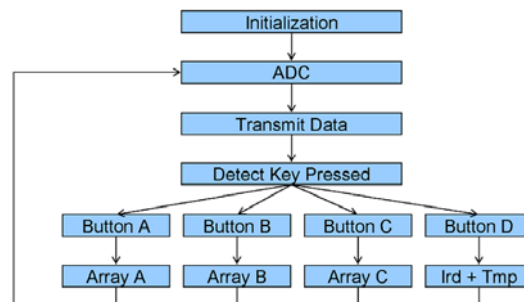 Initialization
ADC
Transmit Data
Detect Key Pressed
Button A Button B Button C Button D
Array A Array B Array C Ird + Tmp